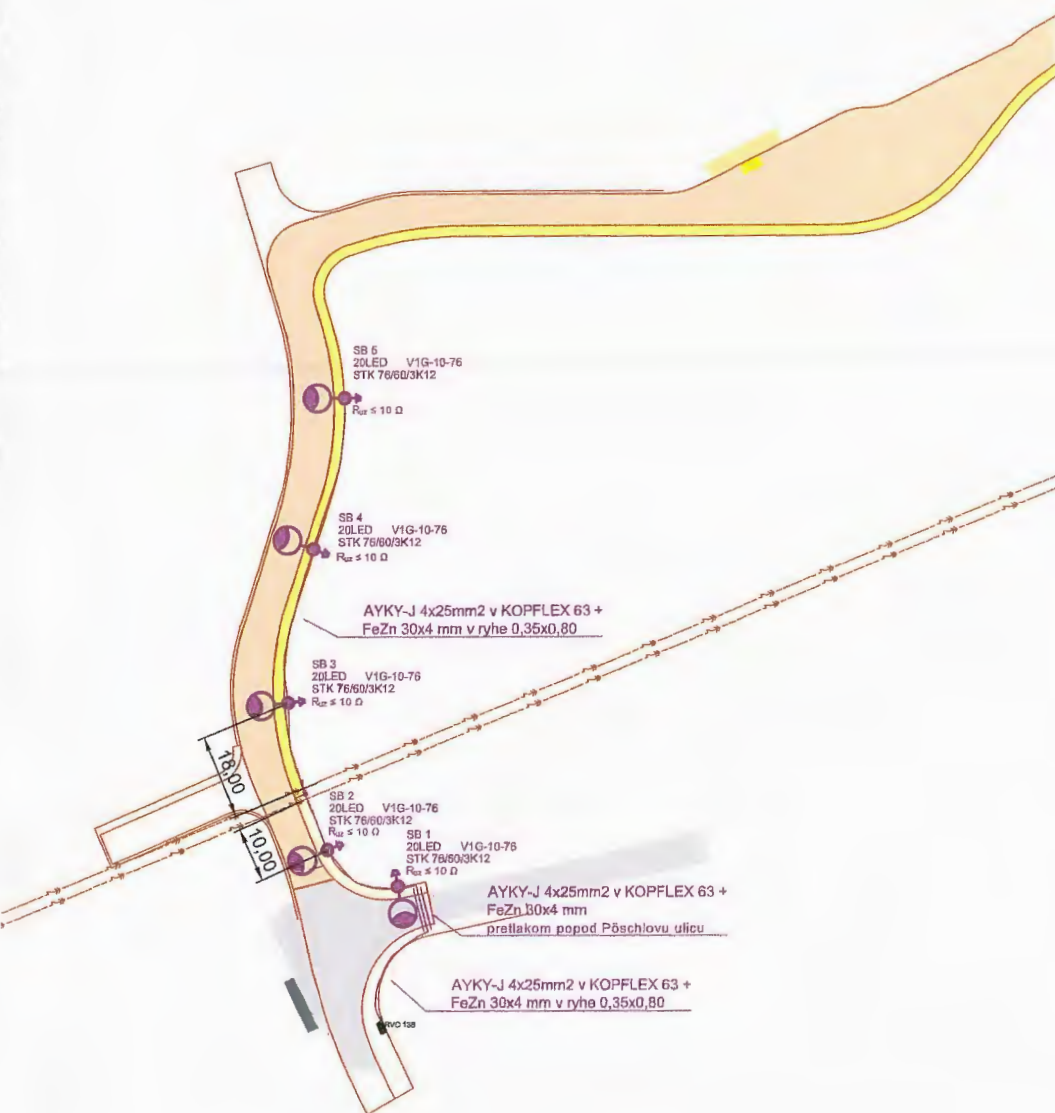 SB 5
20LED V1G-10-76
STK 76/60/3K12
Ruz ≤ 10 Ω
SB 4
20LED V1G-10-76
STK 76/60/3K12
Ruz ≤ 10 Ω
AYKY-J 4x25mm2 v KOPFLEX 63 +
FeZn 30x4 mm v ryhe 0,35x0,80
SB 3
20LED V1G-10-76
STK 76/60/3K12
Ruz ≤ 10 Ω
18,00
10,00
SB 2
20LED V1G-10-76
STK 76/60/3K12
Ruz ≤ 10 Ω
SB 1
20LED V1G-10-76
STK 76/60/3K12
Ruz ≤ 10 Ω
AYKY-J 4x25mm2 v KOPFLEX 63 +
FeZn 30x4 mm
pretlakom popod Pöschlovu ulicu
AYKY-J 4x25mm2 v KOPFLEX 63 +
FeZn 30x4 mm v ryhe 0,35x0,80
RVO 138